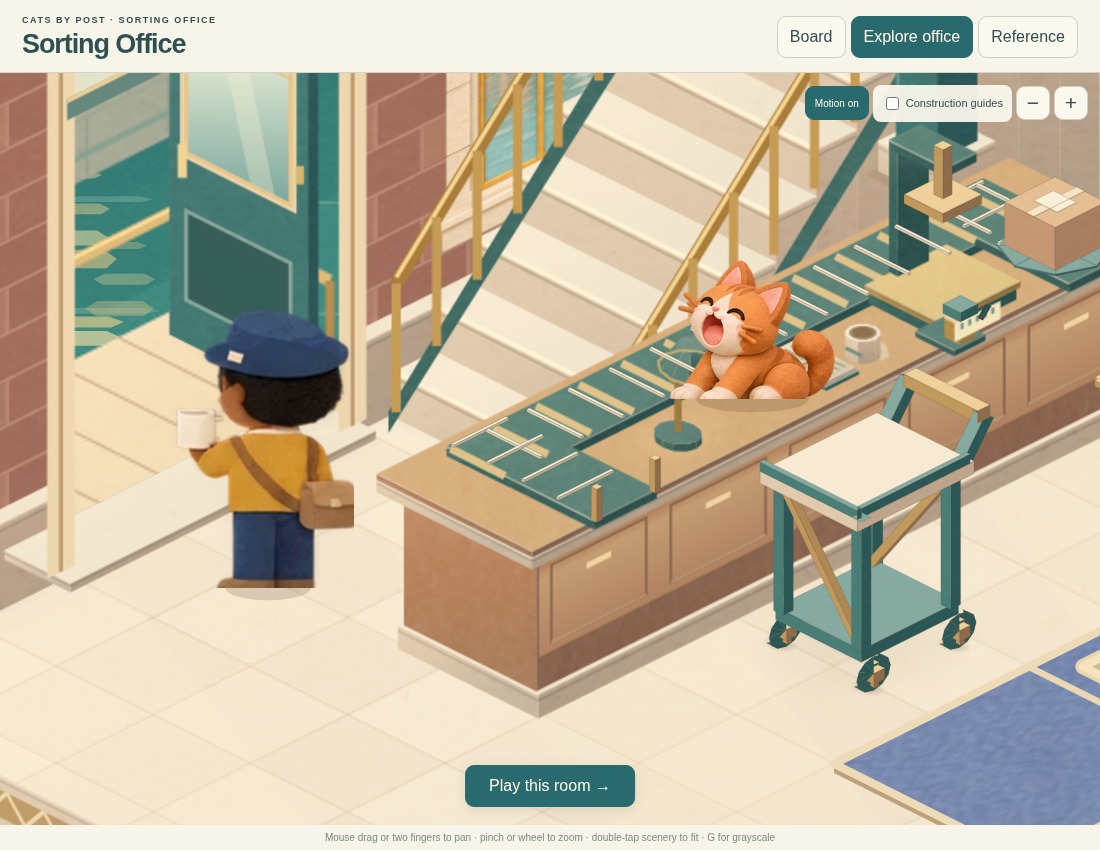 CATS BY POST · SORTING OFFICE
Sorting Office
Board
Explore office
Reference
Motion on
Construction guides
−
+
Play this room →
Mouse drag or two fingers to pan · pinch or wheel to zoom · double-tap scenery to fit · G for grayscale